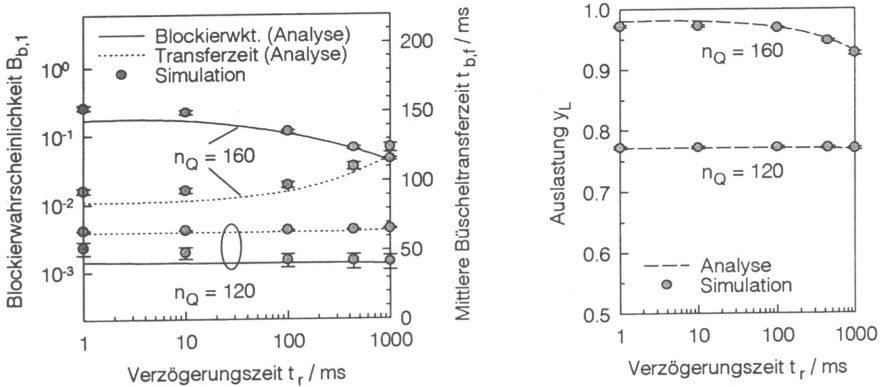 Blockierwahrscheinlichkeit B_b,1
10^0
10^-1
10^-2
10^-3
Blockierwkt. (Analyse)
Transferzeit (Analyse)
Simulation
n_Q = 160
n_Q = 120
200
150
100
50
0
Mittlere Büscheltransferzeit t_b,f / ms
1
10
100
1000
Verzögerungszeit t_r / ms
Auslastung y_L
1.0
0.9
0.8
0.7
0.6
0.5
n_Q = 160
n_Q = 120
Analyse
Simulation
1
10
100
1000
Verzögerungszeit t_r / ms